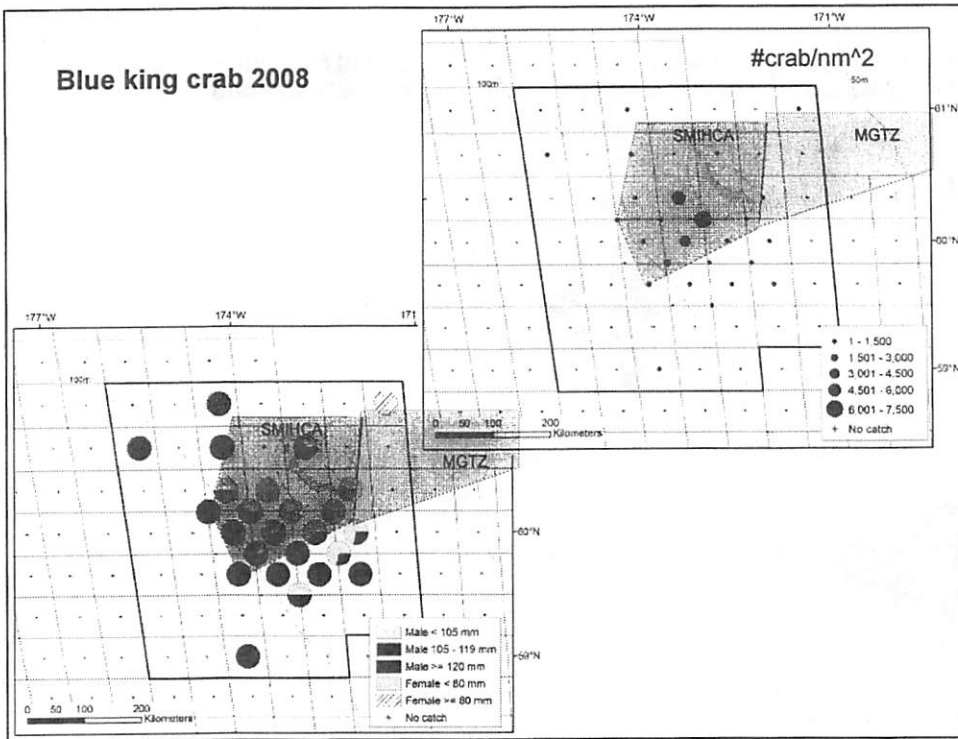 Blue king crab 2008
177°W
174°W
171°W
#crab/nm^2
100m
50m
61°N
SMIHCA
MGTZ
60°N
1 - 1,500
1,501 - 3,000
3,001 - 4,500
4,501 - 6,000
6,001 - 7,500
No catch
59°N
0 50 100 200
Kilometers
177°W
174°W
171
100m
SMIHCA
MGTZ
60°N
Male < 105 mm
Male 105 - 119 mm
Male >= 120 mm
Female < 80 mm
Female >= 80 mm
No catch
59°N
0 50 100 200
Kilometers